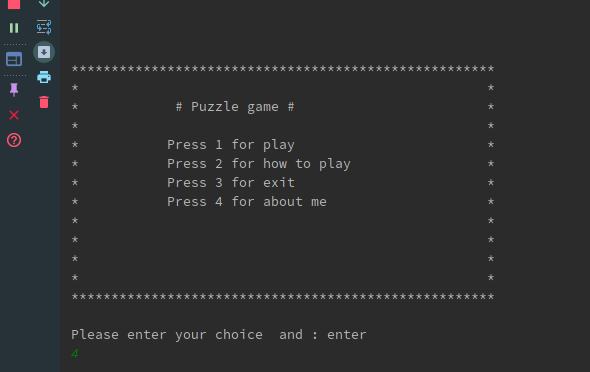 *****************************************************
* *
* # Puzzle game # *
* *
* Press 1 for play *
* Press 2 for how to play *
* Press 3 for exit *
* Press 4 for about me *
* *
* *
* *
* *
*****************************************************
Please enter your choice  and : enter
4